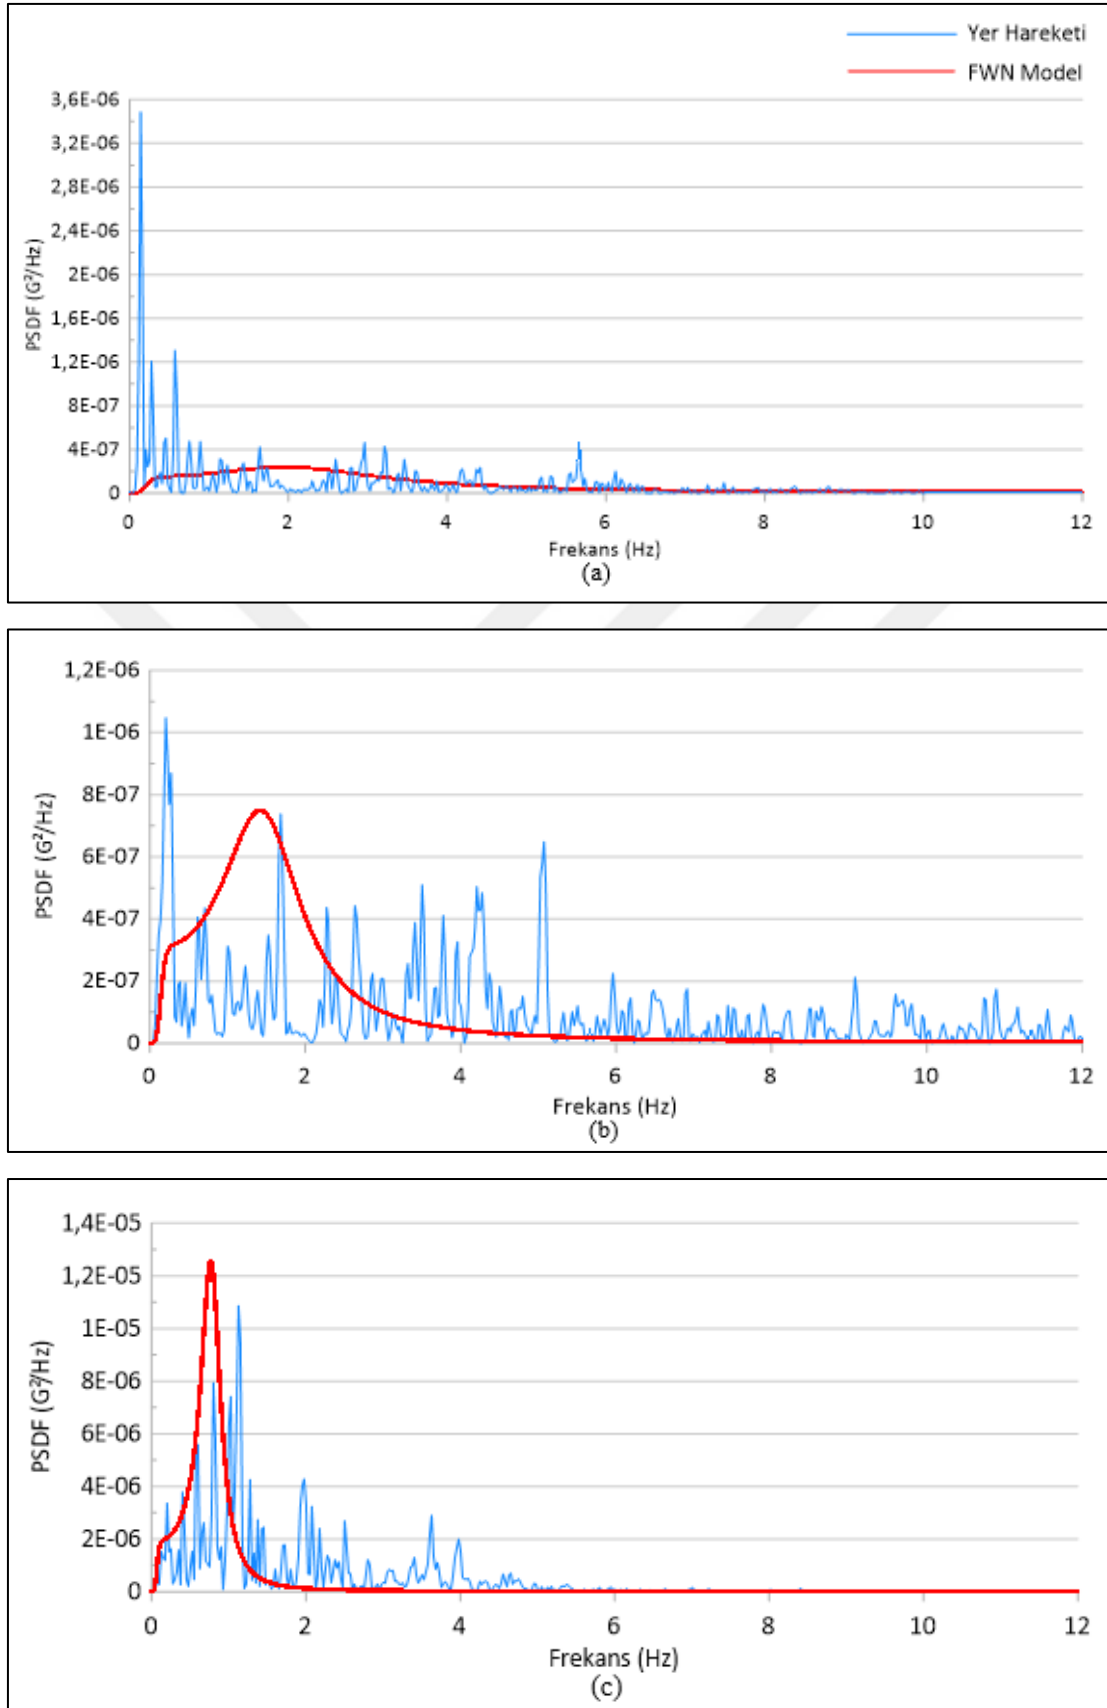 Yer Hareketi
FWN Model
3,6E-06
3,2E-06
2,8E-06
2,4E-06
2E-06
1,6E-06
1,2E-06
8E-07
4E-07
0
PSDF (G²/Hz)
0 2 4 6 8 10 12
Frekans (Hz)
(a)
1,2E-06
1E-06
8E-07
6E-07
4E-07
2E-07
0
PSDF (G²/Hz)
0 2 4 6 8 10 12
Frekans (Hz)
(b)
1,4E-05
1,2E-05
1E-05
8E-06
6E-06
4E-06
2E-06
0
PSDF (G²/Hz)
0 2 4 6 8 10 12
Frekans (Hz)
(c)